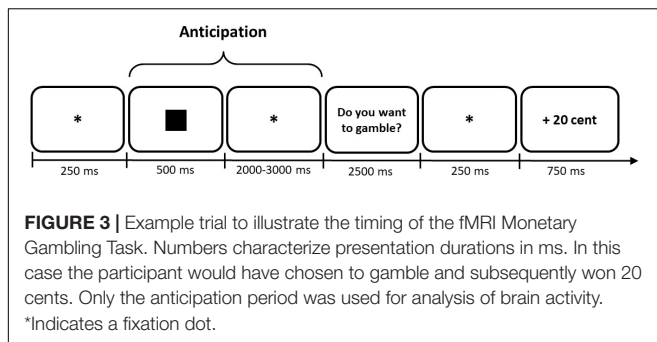 Anticipation
*
*
Do you want
to gamble?
*
+ 20 cent
250 ms
500 ms
2000-3000 ms
2500 ms
250 ms
750 ms
FIGURE 3 | Example trial to illustrate the timing of the fMRI Monetary
Gambling Task. Numbers characterize presentation durations in ms. In this
case the participant would have chosen to gamble and subsequently won 20
cents. Only the anticipation period was used for analysis of brain activity.
*Indicates a fixation dot.